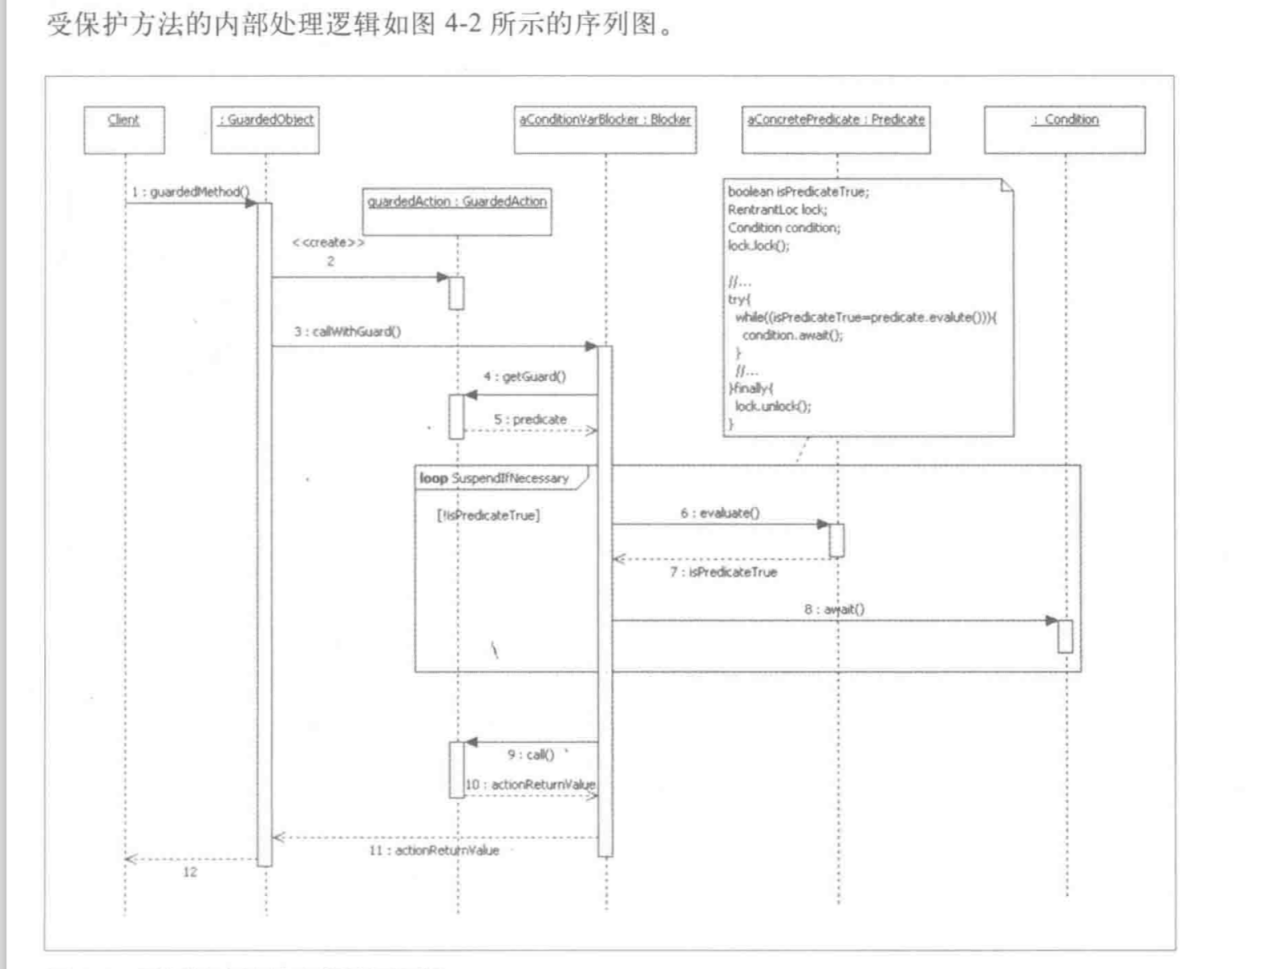 受保护方法的内部处理逻辑如图 4-2 所示的序列图。
Client
: GuardedObject
aConditionVarBlocker : Blocker
aConcretePredicate : Predicate
: Condition
1 : guardedMethod()
guardedAction : GuardedAction
<<create>>
2
3 : callWithGuard()
4 : getGuard()
5 : predicate
boolean isPredicateTrue;
RentrantLoc lock;
Condition condition;
lock.lock();
//...
try{
while((isPredicateTrue=predicate.evalute())){
condition.await();
}
//...
}finally{
lock.unlock();
}
loop SuspendIfNecessary
[!isPredicateTrue]
6 : evaluate()
7 : isPredicateTrue
8 : await()
9 : call()
10 : actionReturnValue
11 : actionReturnValue
12